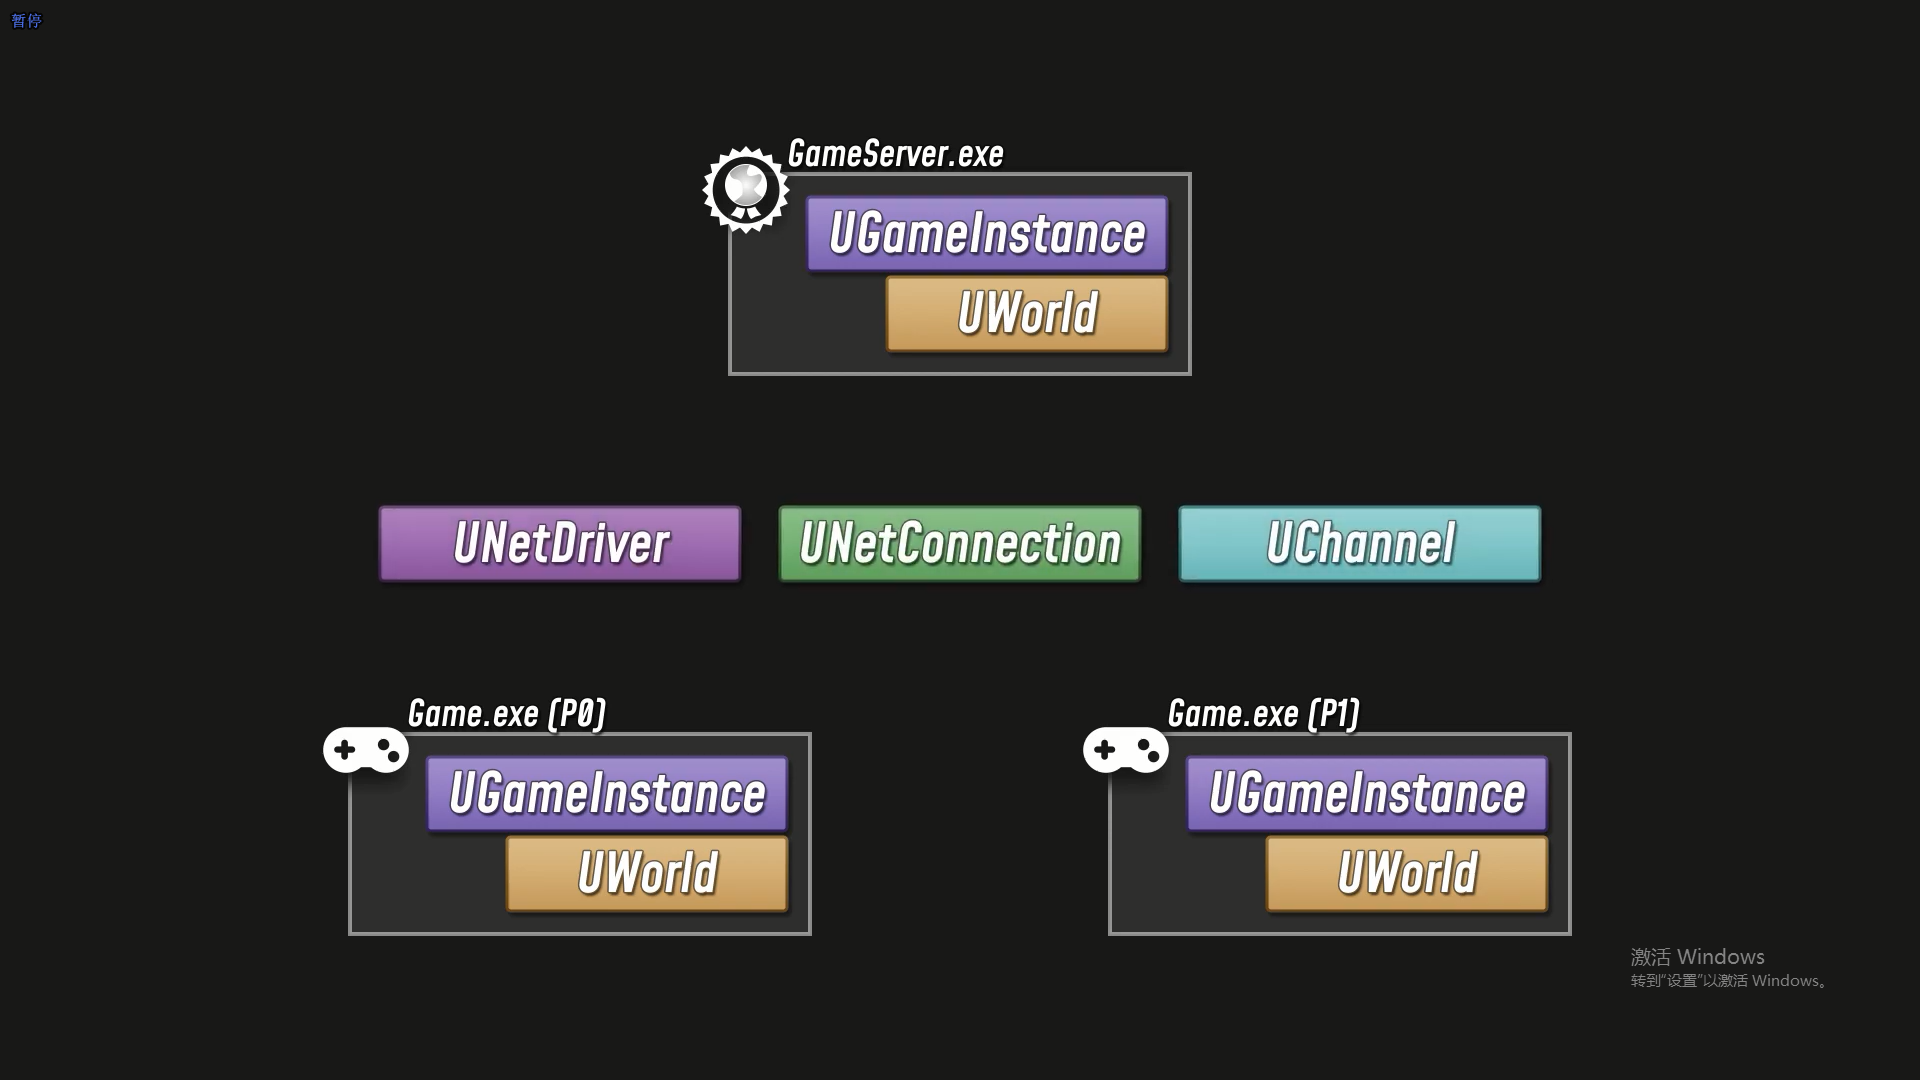 暂停
GameServer.exe
UGameInstance
UWorld
UNetDriver
UNetConnection
UChannel
Game.exe (P0)
UGameInstance
UWorld
Game.exe (P1)
UGameInstance
UWorld
激活 Windows
转到“设置”以激活 Windows。